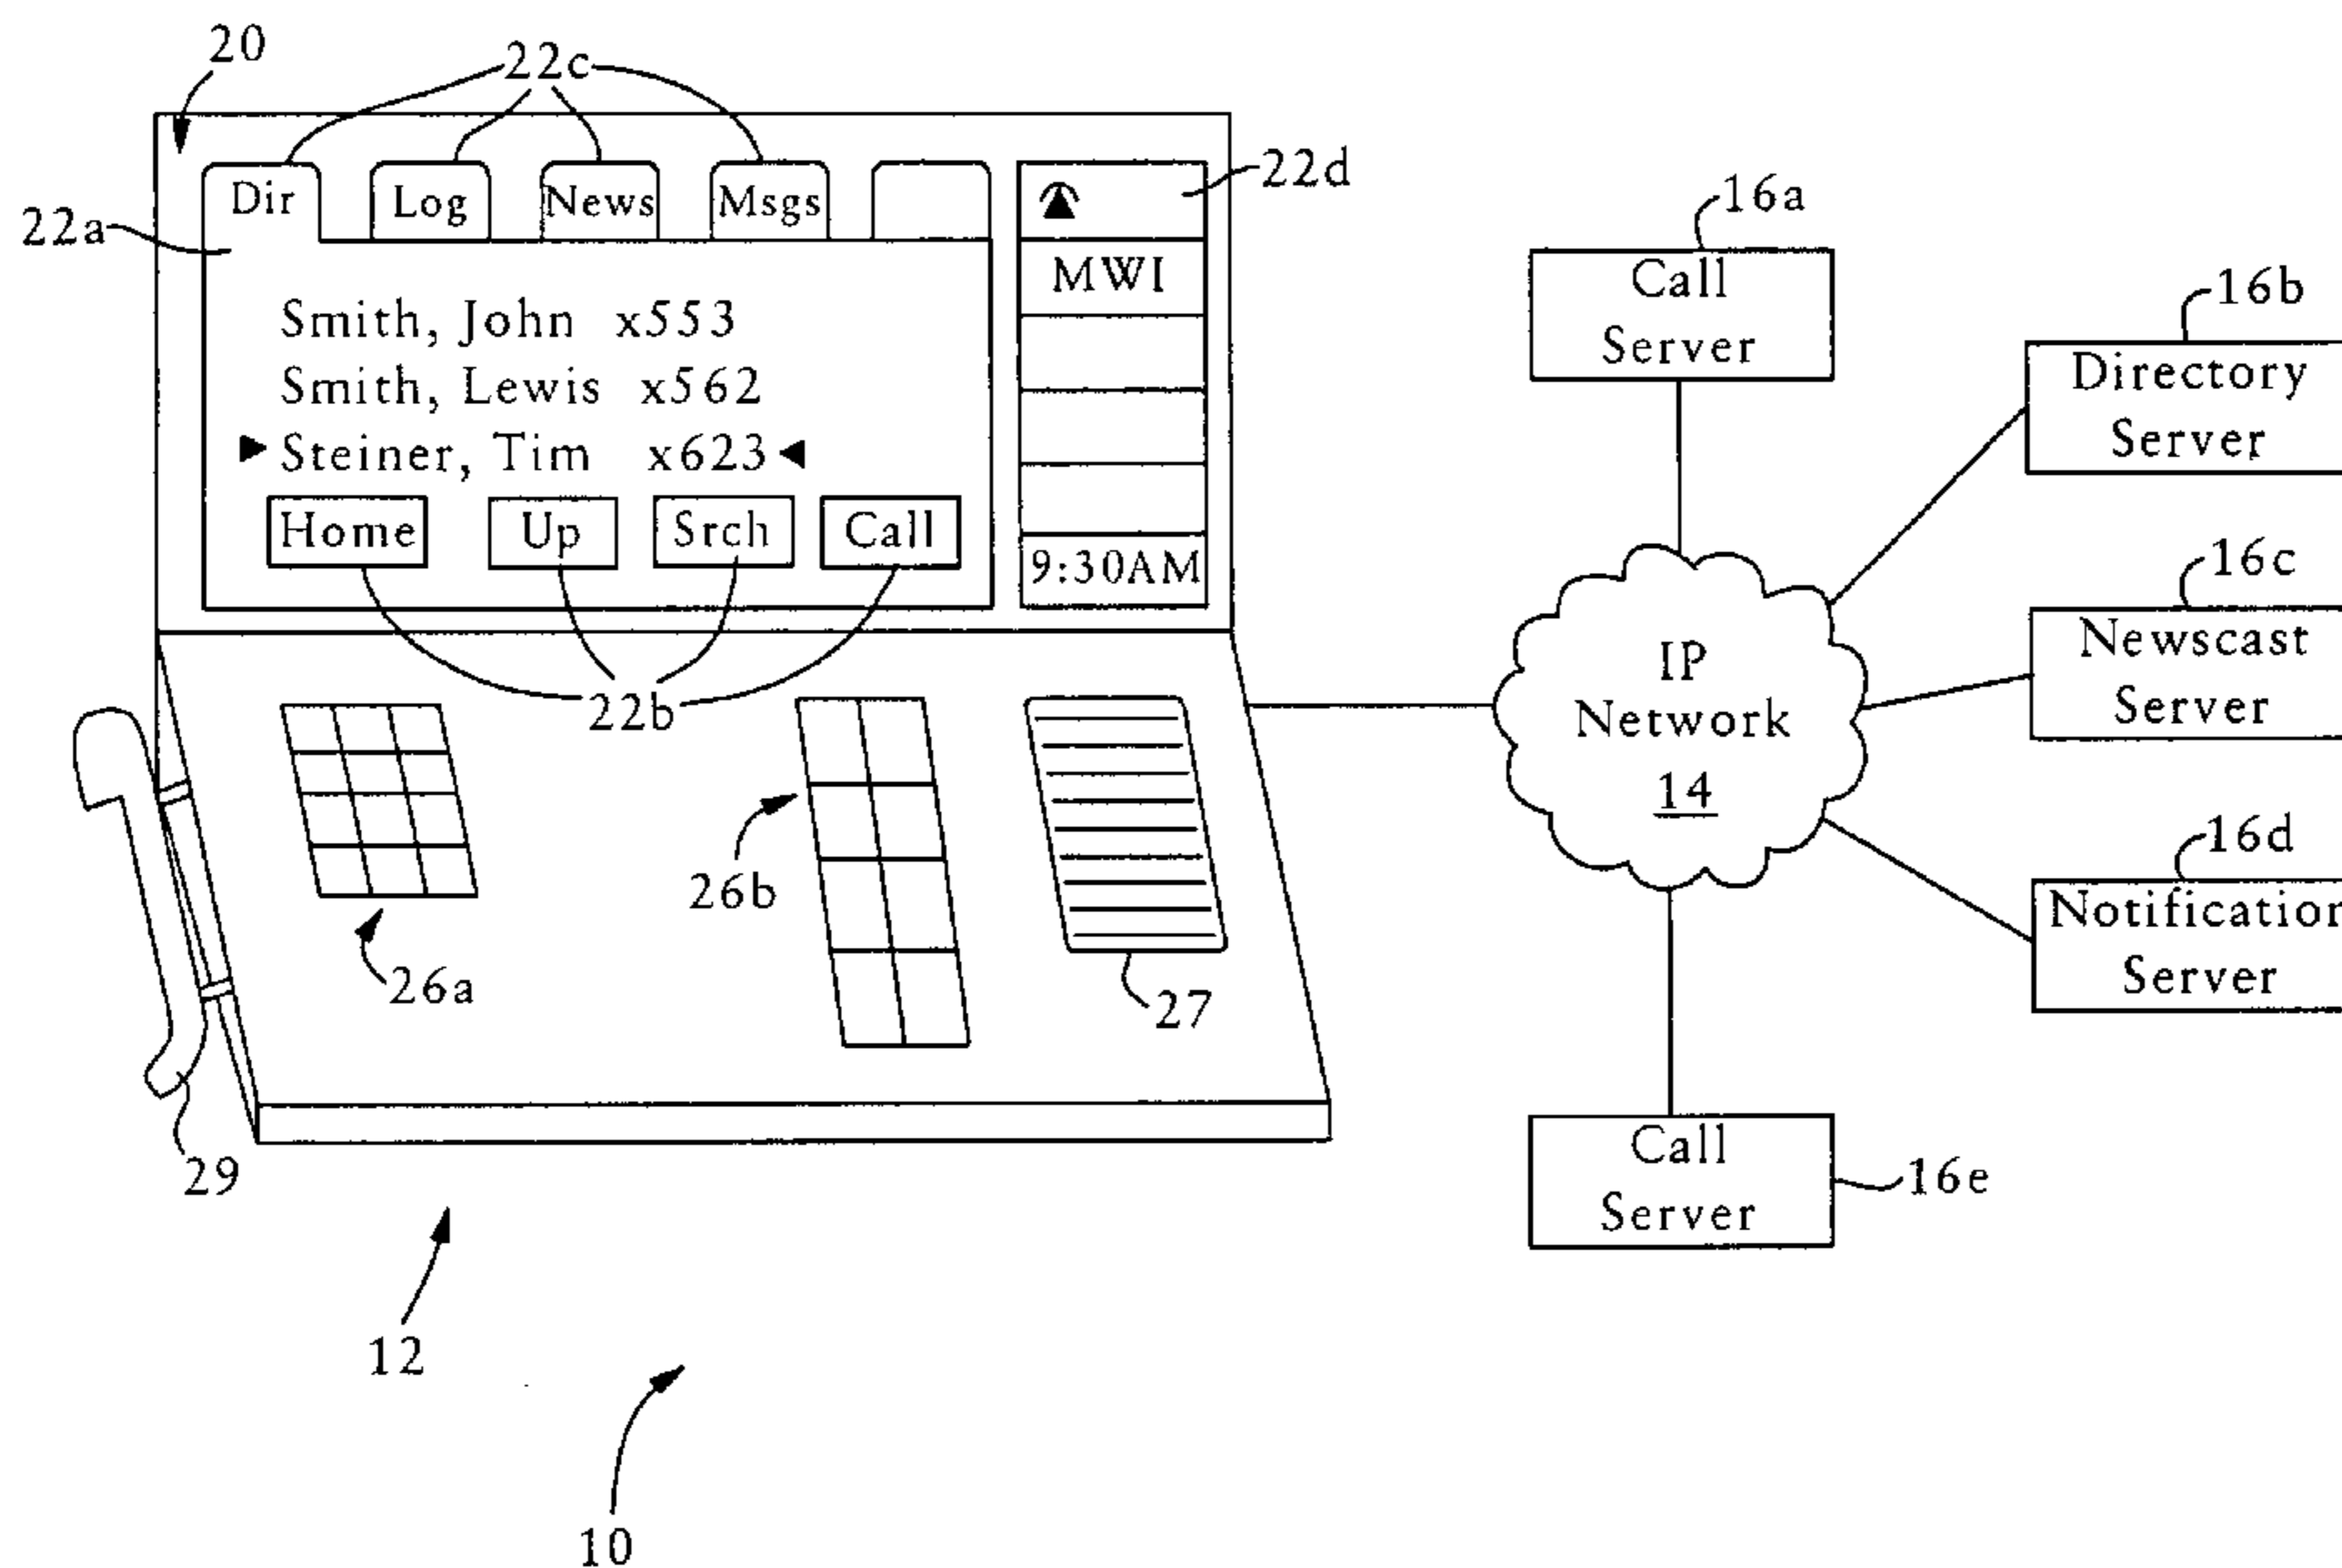 20
22c
22d
22a
Dir
Log
News
Msgs
MWI
Smith, John x553
Smith, Lewis x562
Steiner, Tim x623
Home
Up
Srch
Call
9:30AM
22b
26a
26b
27
29
12
10
16a
Call
Server
16b
Directory
Server
16c
Newscast
Server
IP
Network
14
16d
Notification
Server
Call
Server
16e